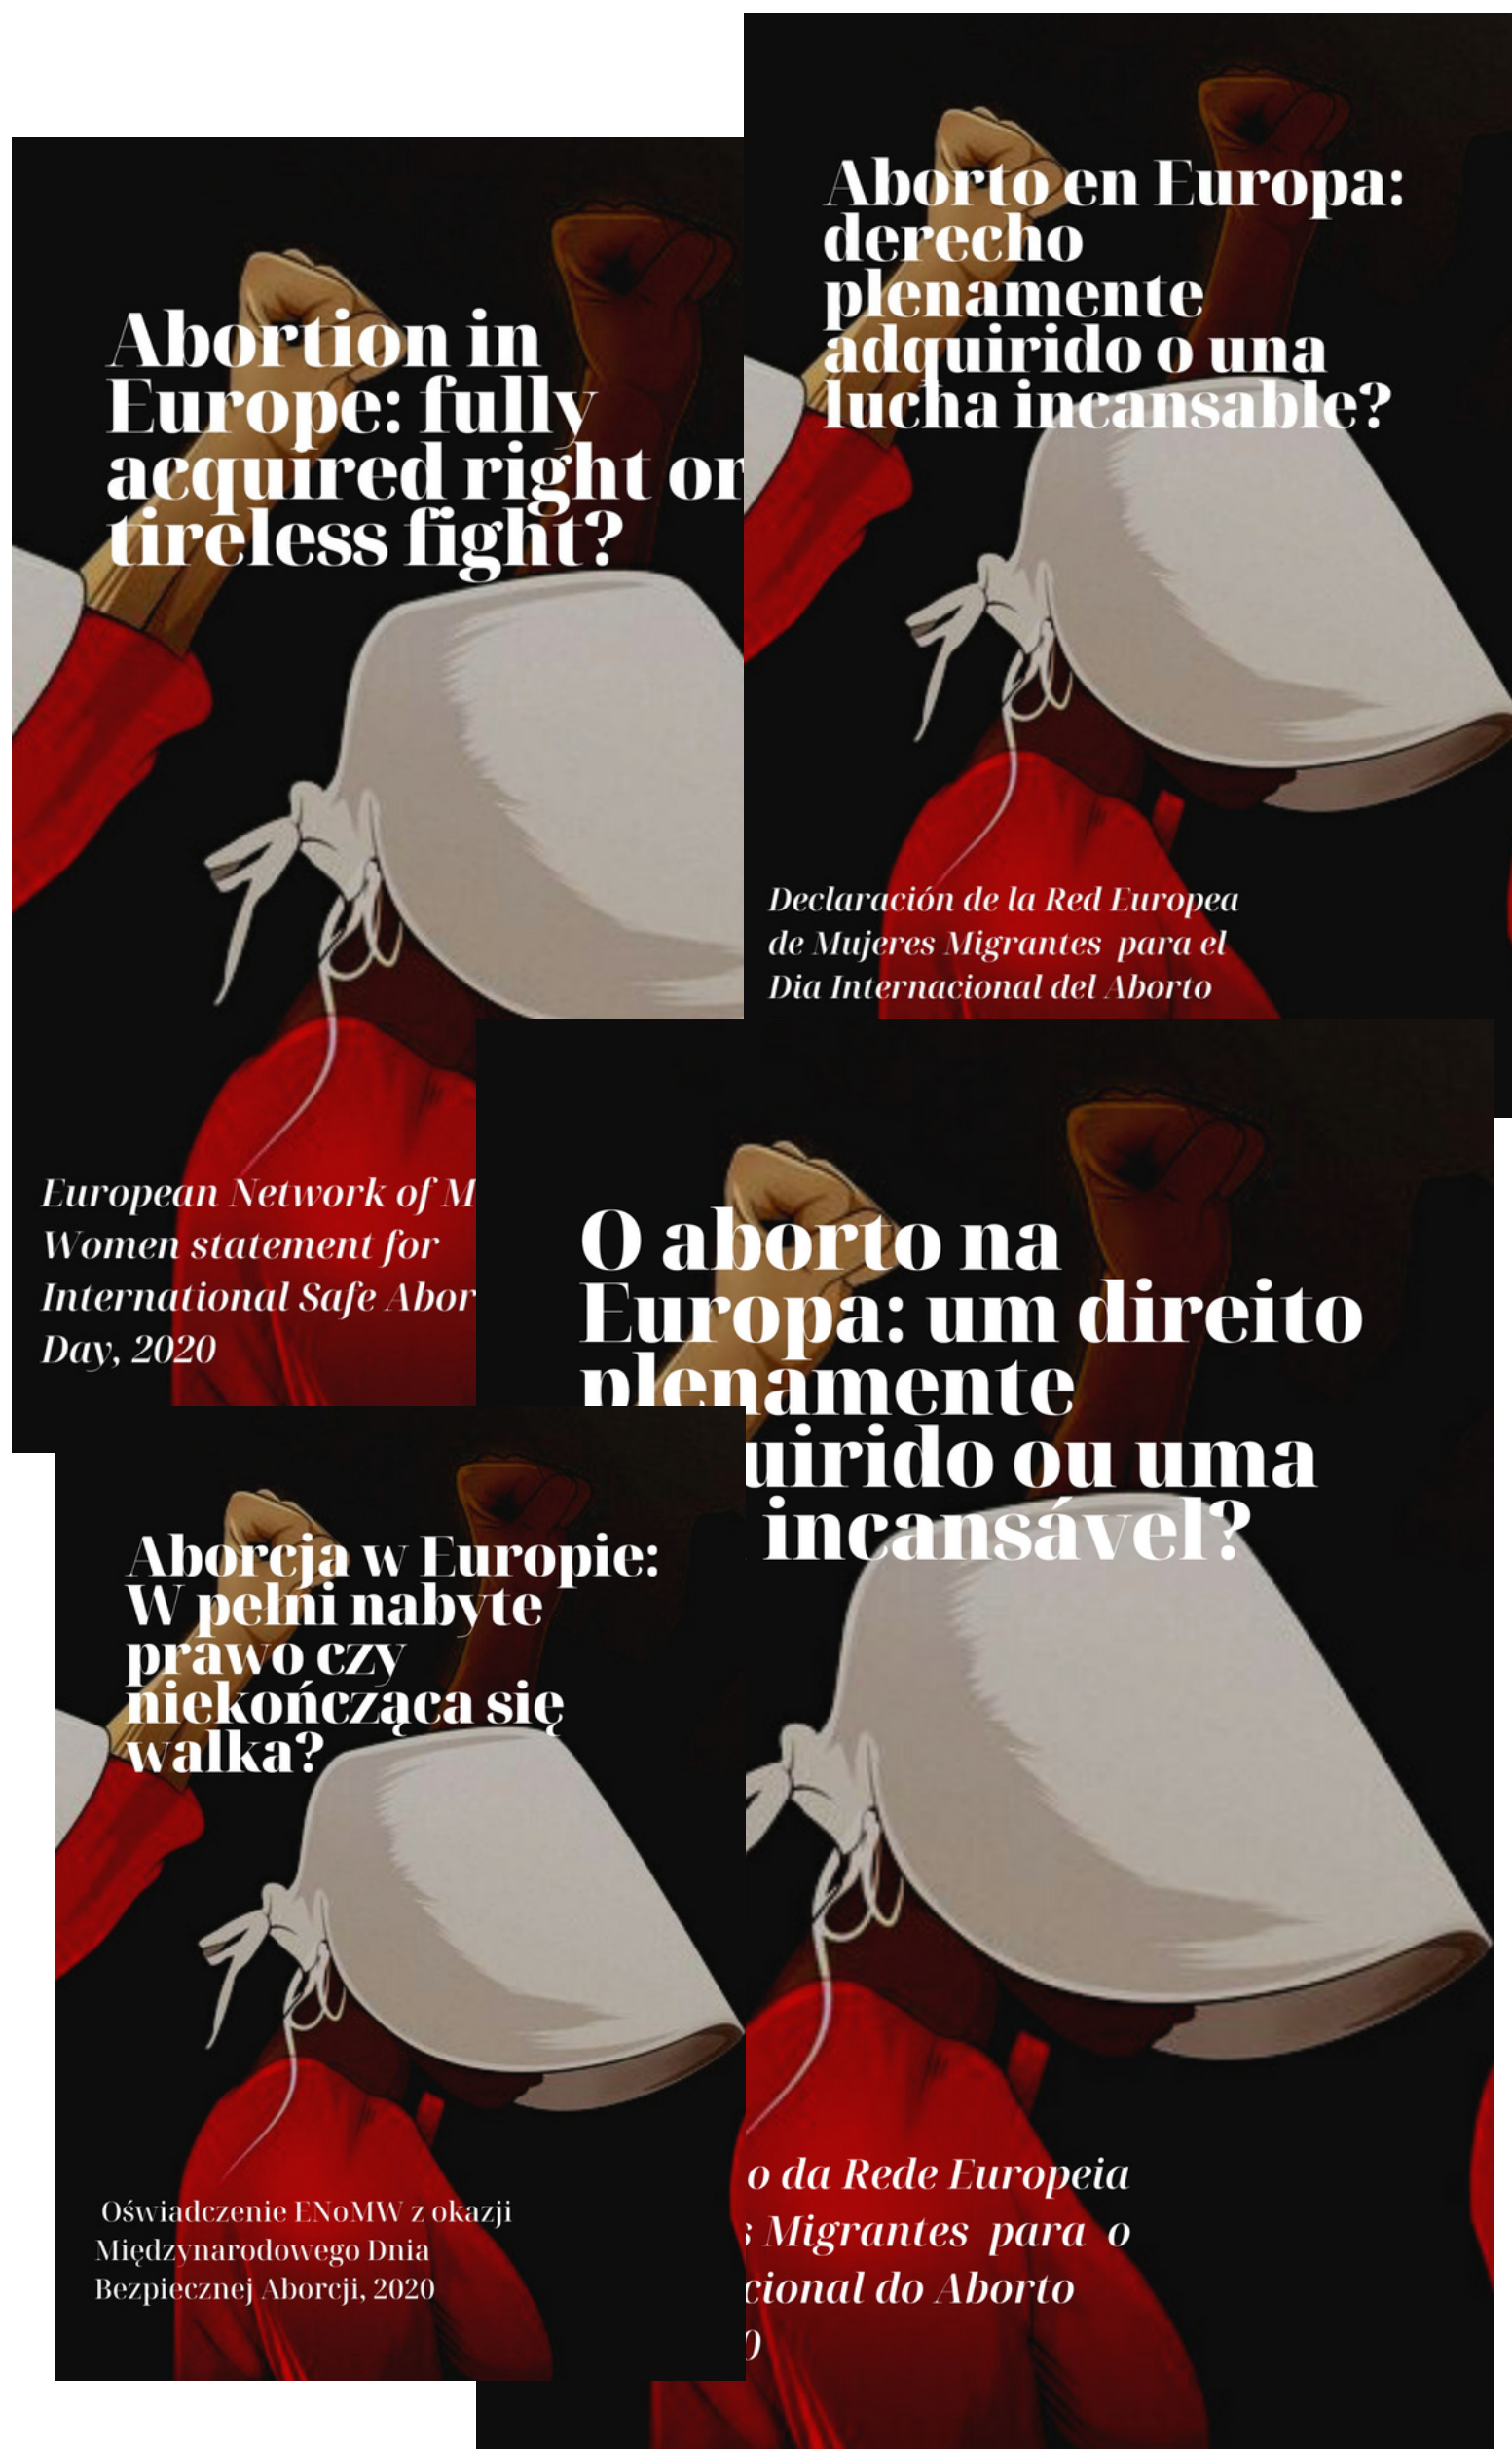 Abortion in
Europe: fully
acquired right or
tireless fight?
European Network of M
Women statement for
International Safe Abor
Day, 2020
Aborto en Europa:
derecho
plenamente
adquirido o una
lucha incansable?
Declaración de la Red Europea
de Mujeres Migrantes para el
Dia Internacional del Aborto
O aborto na
Europa: um direito
plenamente
uirido ou uma
incansável?
o da Rede Europeia
s Migrantes para o
cional do Aborto
0
Aborcja w Europie:
W pełni nabyte
prawo czy
niekończąca się
walka?
Oświadczenie ENoMW z okazji
Międzynarodowego Dnia
Bezpiecznej Aborcji, 2020